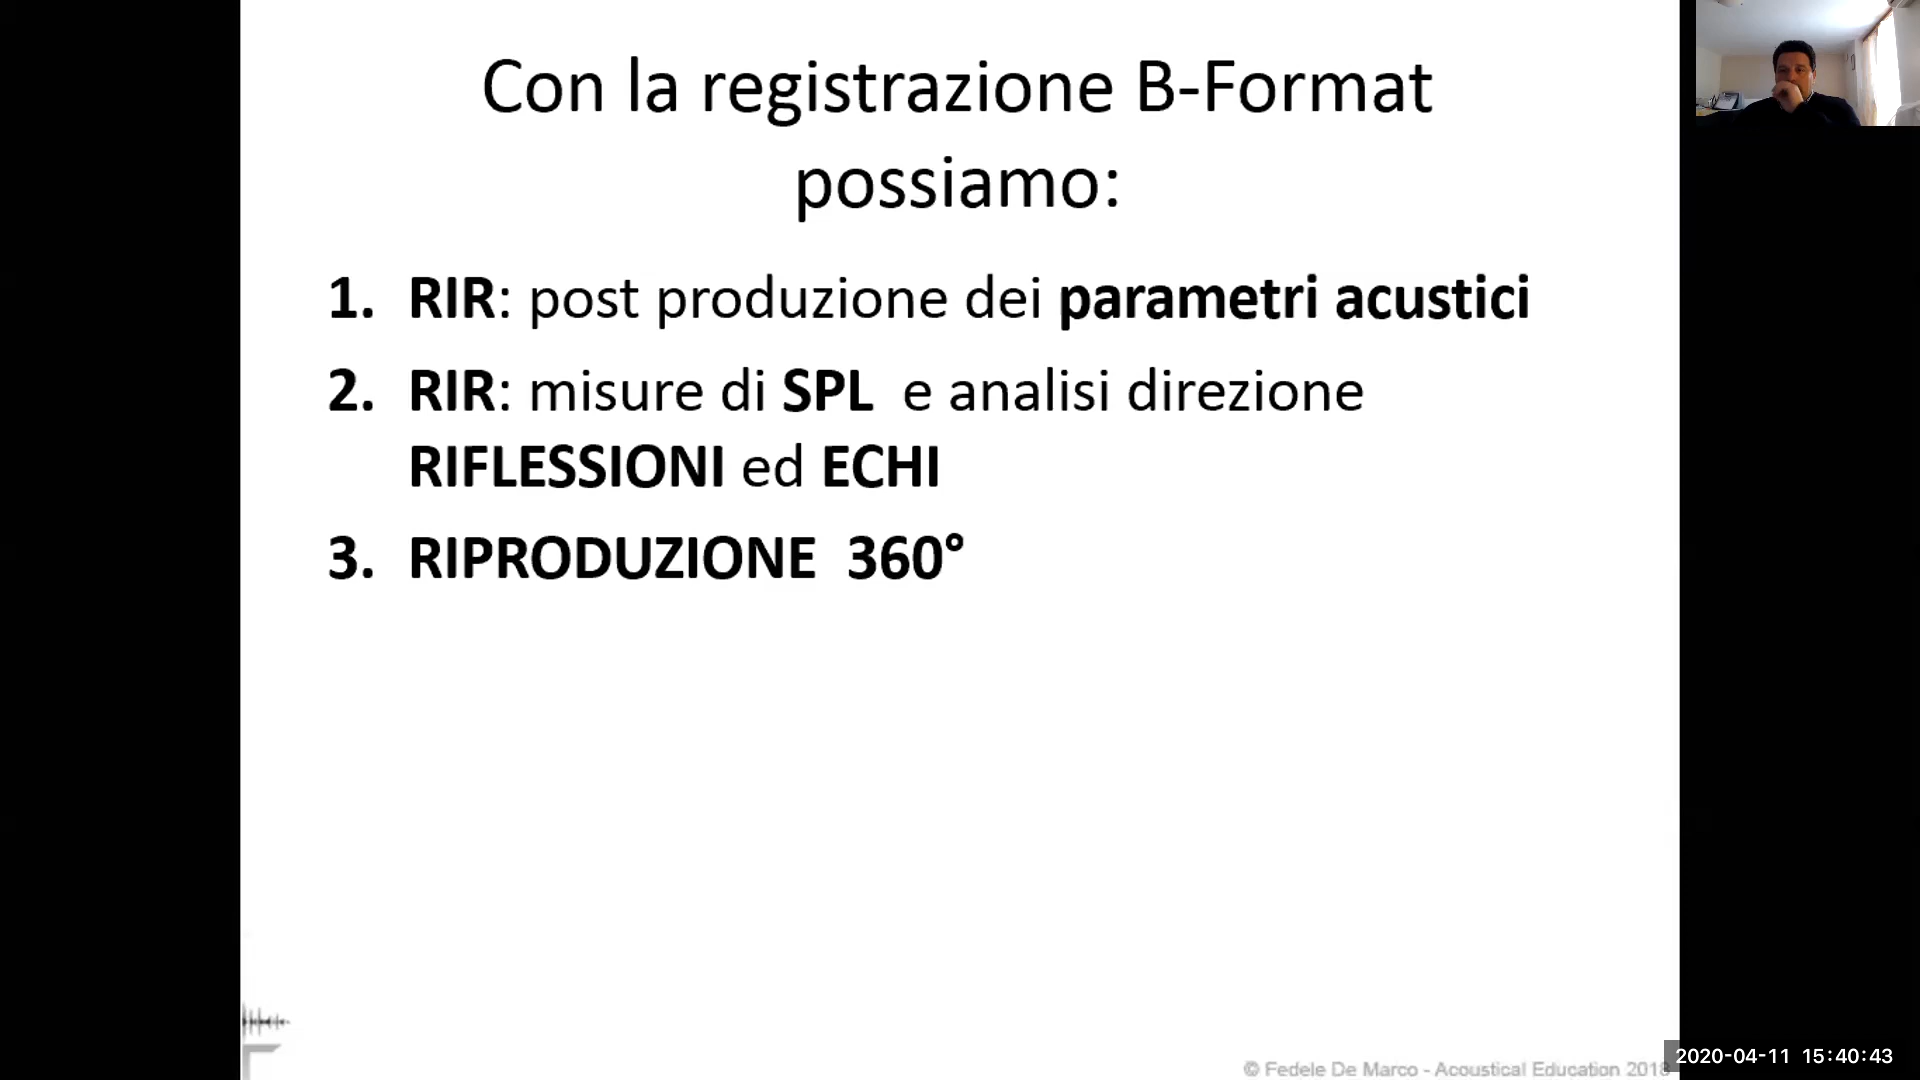 Con la registrazione B-Format
possiamo:
1. RIR: post produzione dei parametri acustici
2. RIR: misure di SPL e analisi direzione
RIFLESSIONI ed ECHI
3. RIPRODUZIONE 360°
© Fedele De Marco - Acoustical Education 2018
2020-04-11 15:40:43